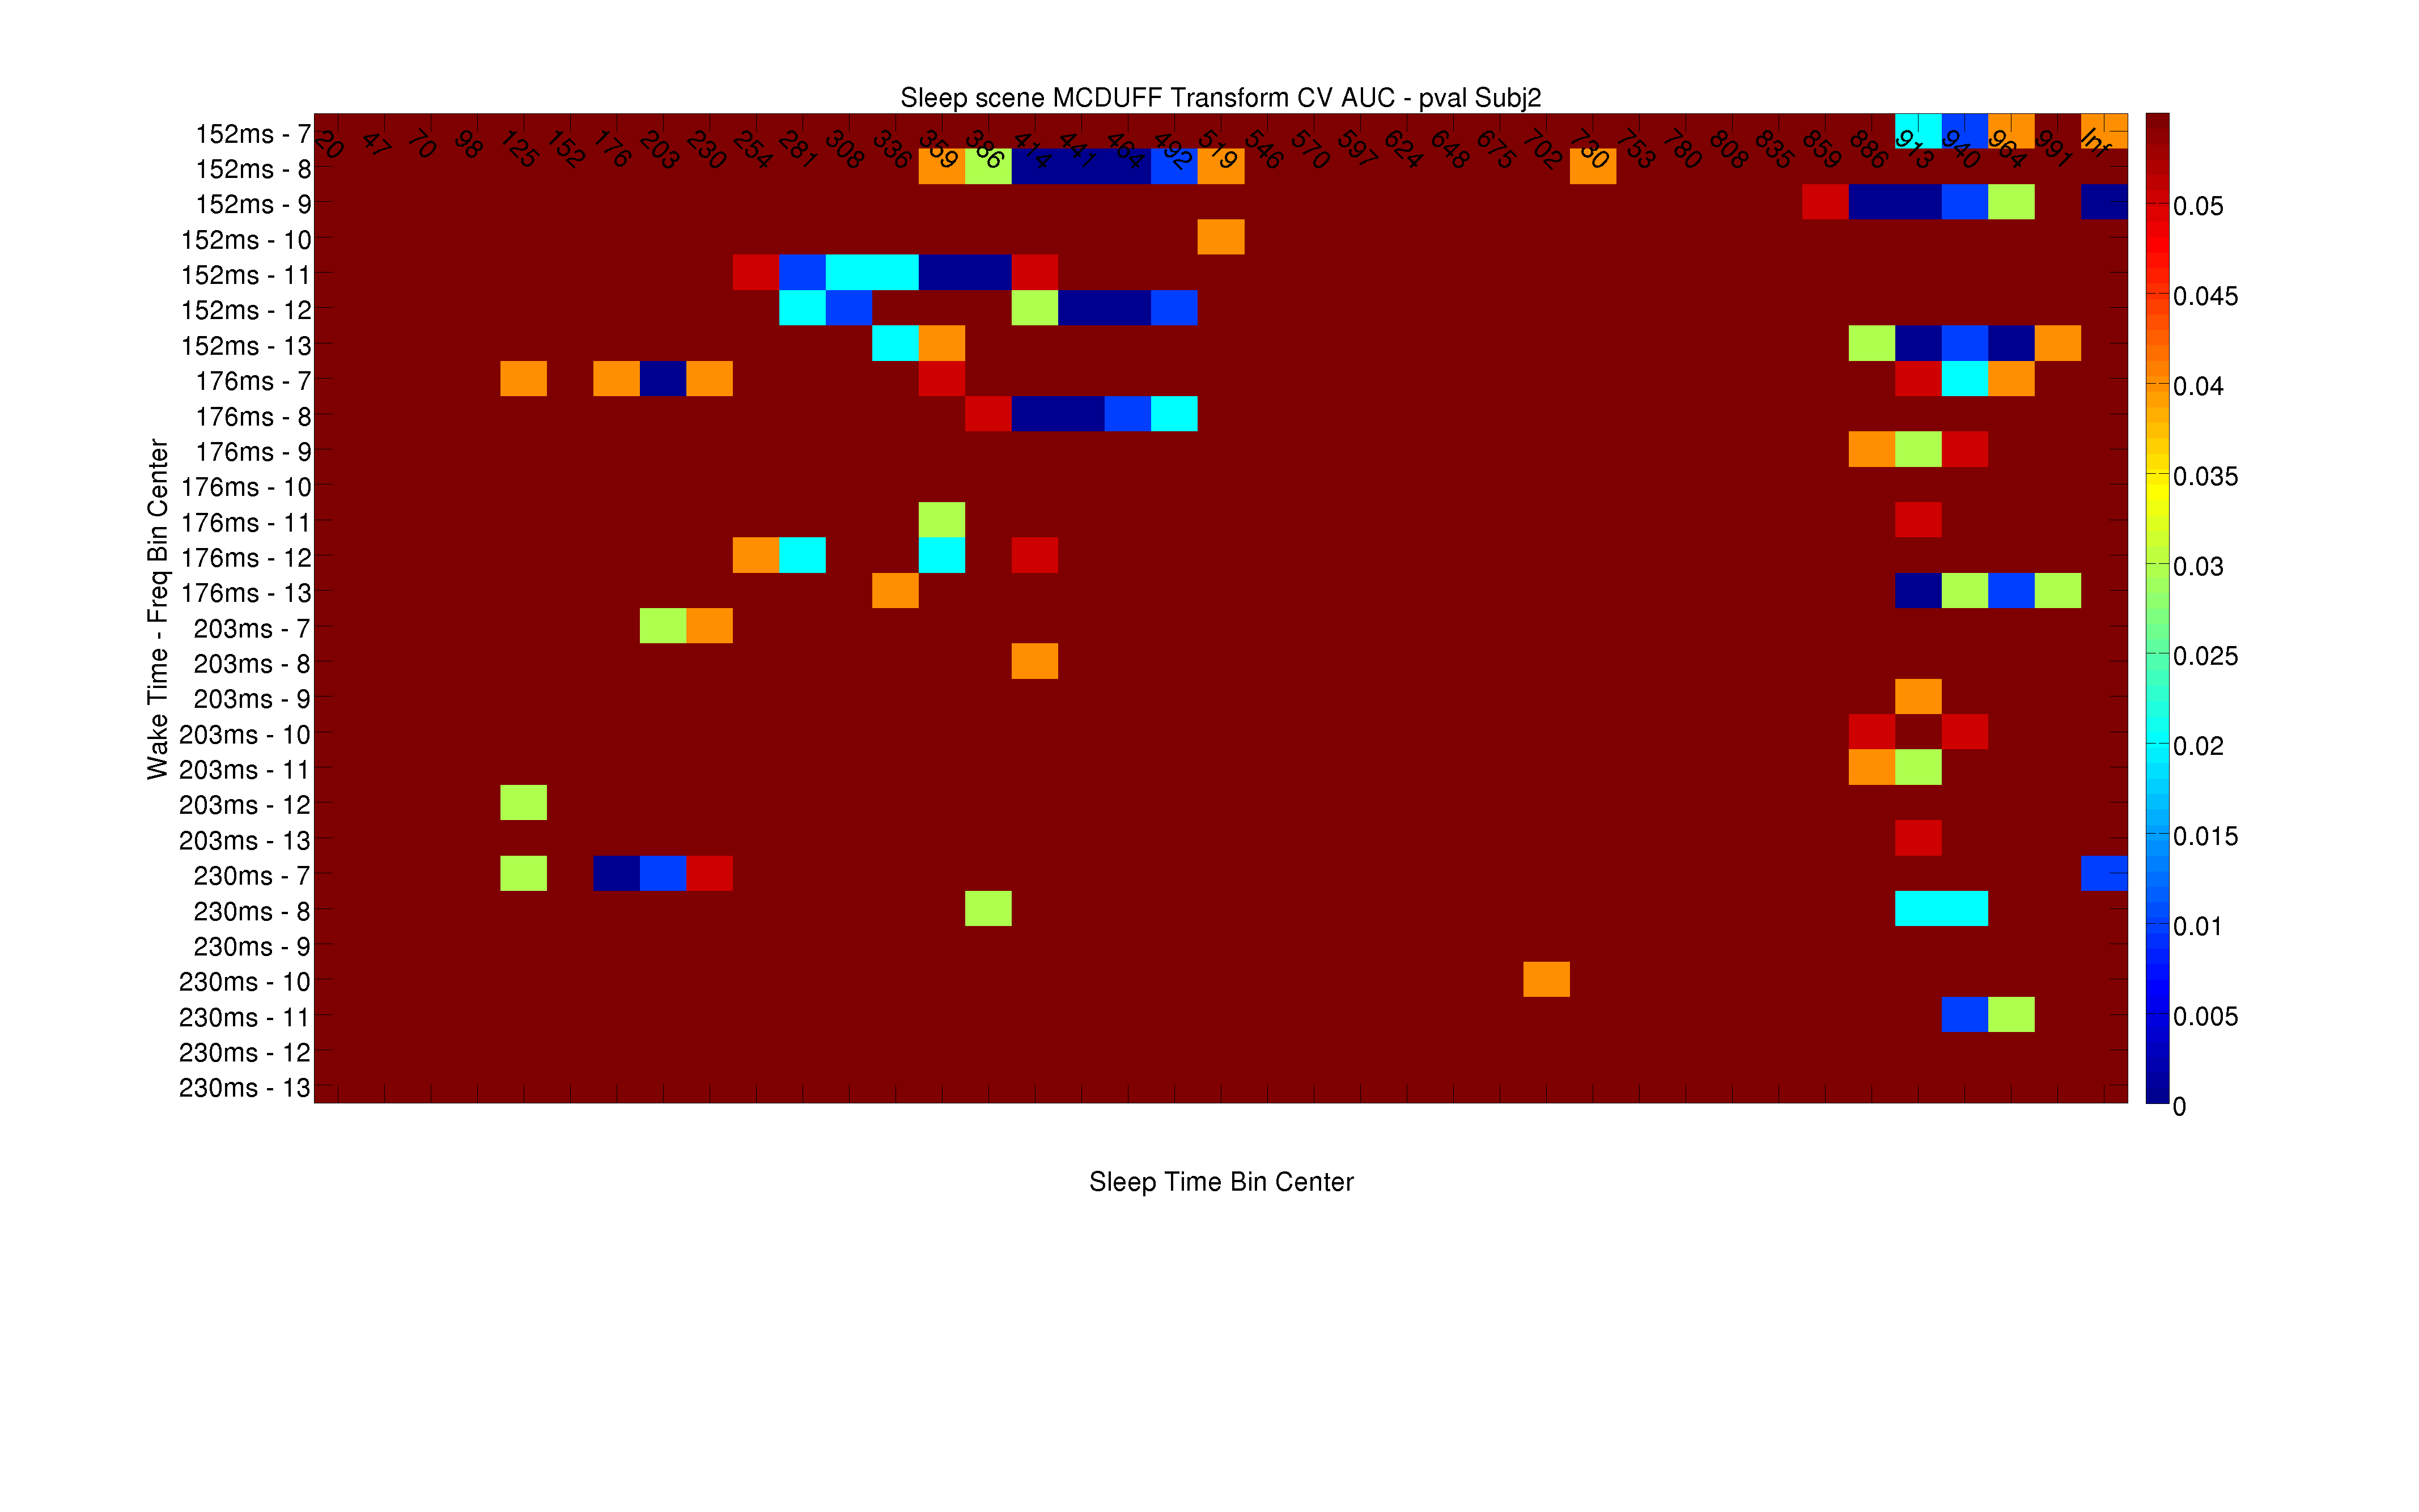 Sleep scene MCDUFF Transform CV AUC - pval Subj2
20 47 70 98 125 152 176 203 230 254 281 308 336 359 386 414 441 464 492 519 546 570 597 624 648 675 702 730 753 780 808 835 859 886 913 940 964 991 Inf
152ms - 7
152ms - 8
152ms - 9
152ms - 10
152ms - 11
152ms - 12
152ms - 13
176ms - 7
176ms - 8
176ms - 9
176ms - 10
176ms - 11
176ms - 12
176ms - 13
203ms - 7
203ms - 8
203ms - 9
203ms - 10
203ms - 11
203ms - 12
203ms - 13
230ms - 7
230ms - 8
230ms - 9
230ms - 10
230ms - 11
230ms - 12
230ms - 13
Wake Time - Freq Bin Center
0.05
0.045
0.04
0.035
0.03
0.025
0.02
0.015
0.01
0.005
0
Sleep Time Bin Center